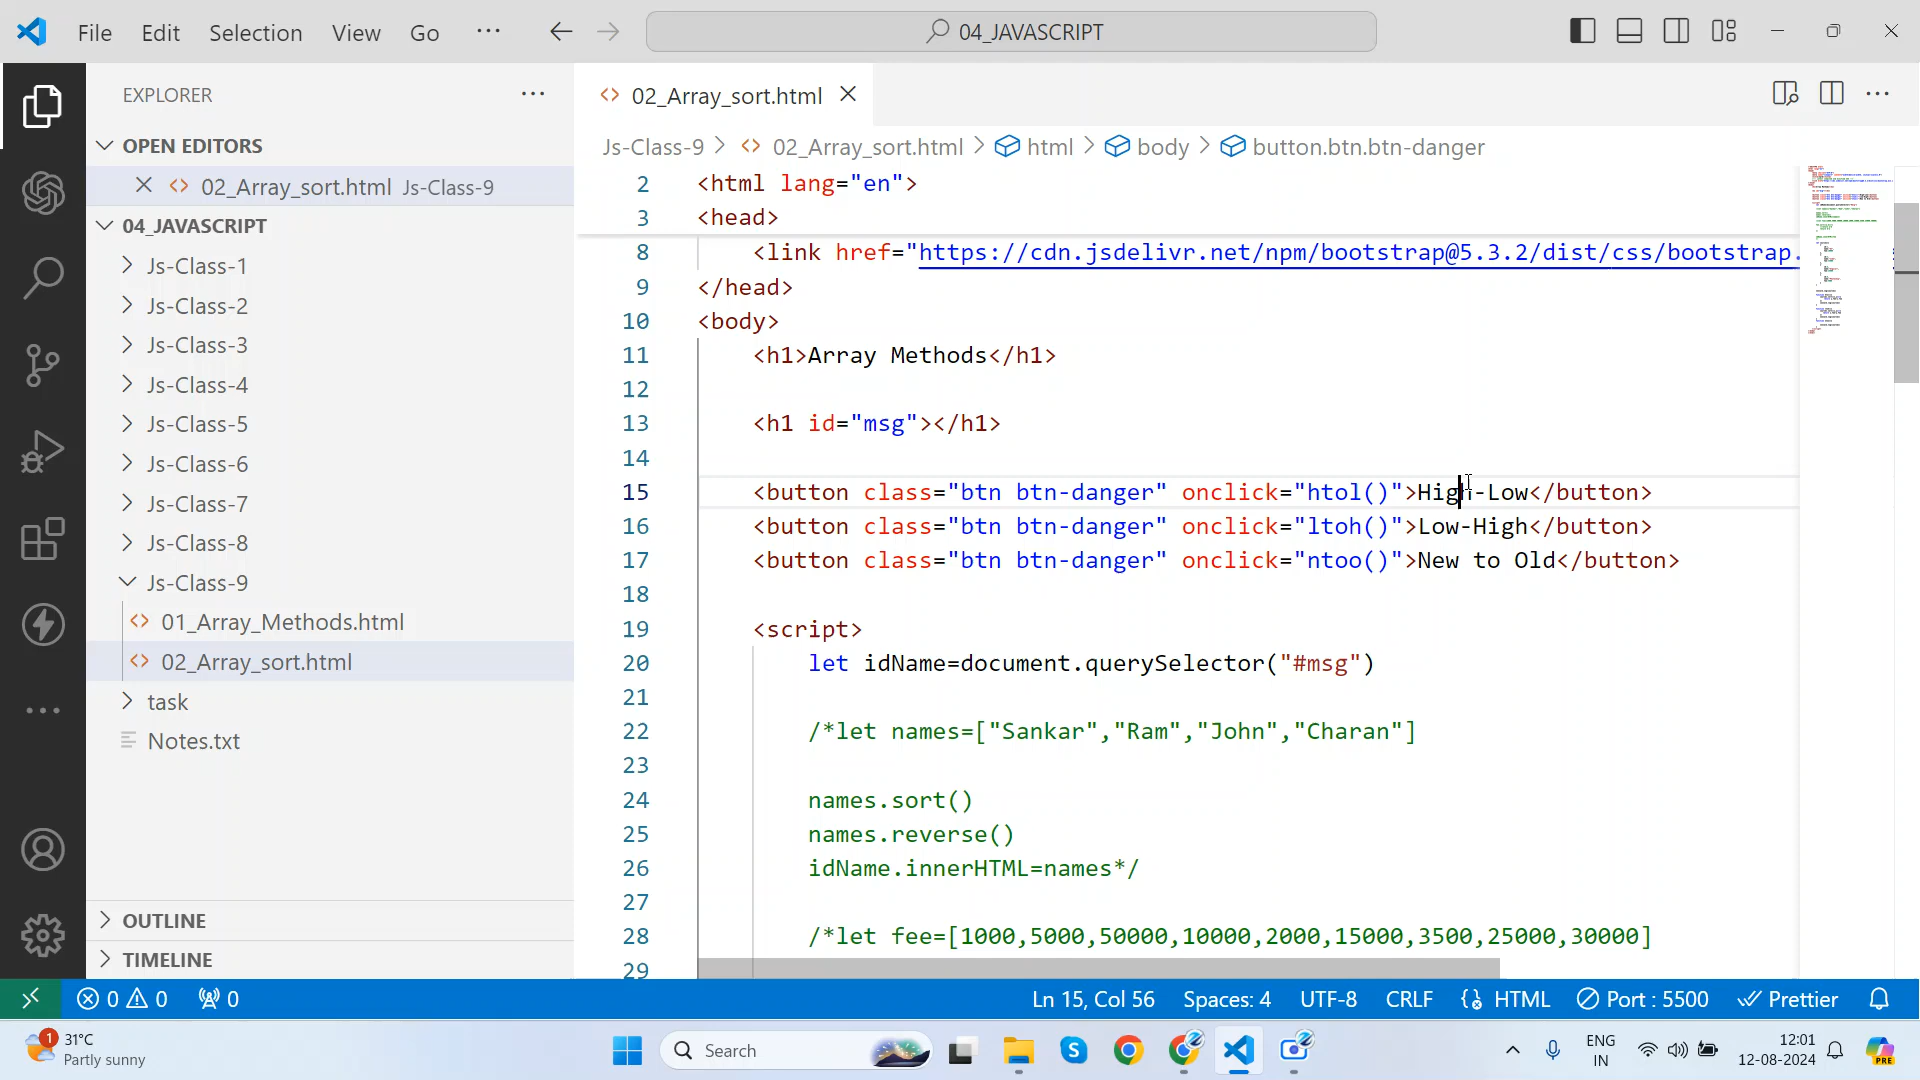 File Edit Selection View Go ··· 04_JAVASCRIPT
EXPLORER ···
OPEN EDITORS
02_Array_sort.html Js-Class-9
04_JAVASCRIPT
Js-Class-1
Js-Class-2
Js-Class-3
Js-Class-4
Js-Class-5
Js-Class-6
Js-Class-7
Js-Class-8
Js-Class-9
01_Array_Methods.html
02_Array_sort.html
task
Notes.txt
OUTLINE
TIMELINE
02_Array_sort.html
Js-Class-9 > 02_Array_sort.html > html > body > button.btn.btn-danger
2 <html lang="en">
3 <head>
8 <link href="https://cdn.jsdelivr.net/npm/bootstrap@5.3.2/dist/css/bootstrap.
9 </head>
10 <body>
11 <h1>Array Methods</h1>
12
13 <h1 id="msg"></h1>
14
15 <button class="btn btn-danger" onclick="htol()">High-Low</button>
16 <button class="btn btn-danger" onclick="ltoh()">Low-High</button>
17 <button class="btn btn-danger" onclick="ntoo()">New to Old</button>
18
19 <script>
20 let idName=document.querySelector("#msg")
21
22 /*let names=["Sankar","Ram","John","Charan"]
23
24 names.sort()
25 names.reverse()
26 idName.innerHTML=names*/
27
28 /*let fee=[1000,5000,50000,10000,2000,15000,3500,25000,30000]
29
0 0 0 Ln 15, Col 56 Spaces: 4 UTF-8 CRLF HTML Port : 5500 Prettier
1 31°C
Partly sunny
Search
ENG
IN
12:01
12-08-2024
PRE